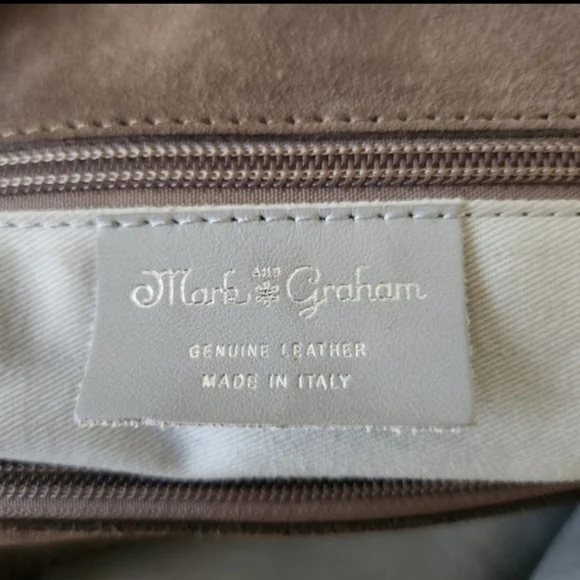 Mark AND Graham
GENUINE LEATHER
MADE IN ITALY